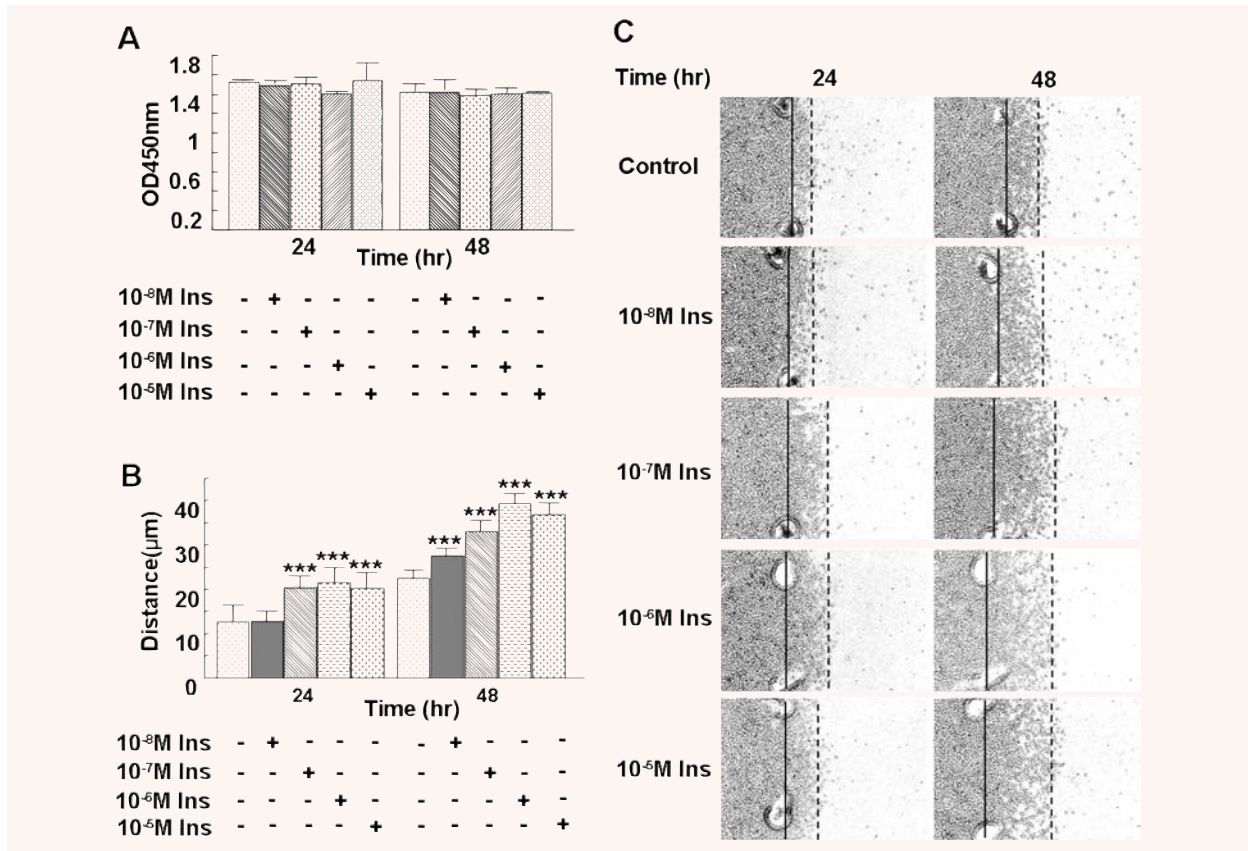 A
1.8
1.4
1
0.6
0.2
OD450nm
24 48
Time (hr)
10⁻⁸M Ins - + - - - - + - - -
10⁻⁷M Ins - - + - - - - + - -
10⁻⁶M Ins - - - + - - - - + -
10⁻⁵M Ins - - - - + - - - - +
B
40
30
20
10
0
Distance(µm)
*** *** *** *** *** *** ***
24 48
Time (hr)
10⁻⁸M Ins - + - - - - + - - -
10⁻⁷M Ins - - + - - - - + - -
10⁻⁶M Ins - - - + - - - - + -
10⁻⁵M Ins - - - - + - - - - +
C
Time (hr) 24 48
Control
10⁻⁸M Ins
10⁻⁷M Ins
10⁻⁶M Ins
10⁻⁵M Ins